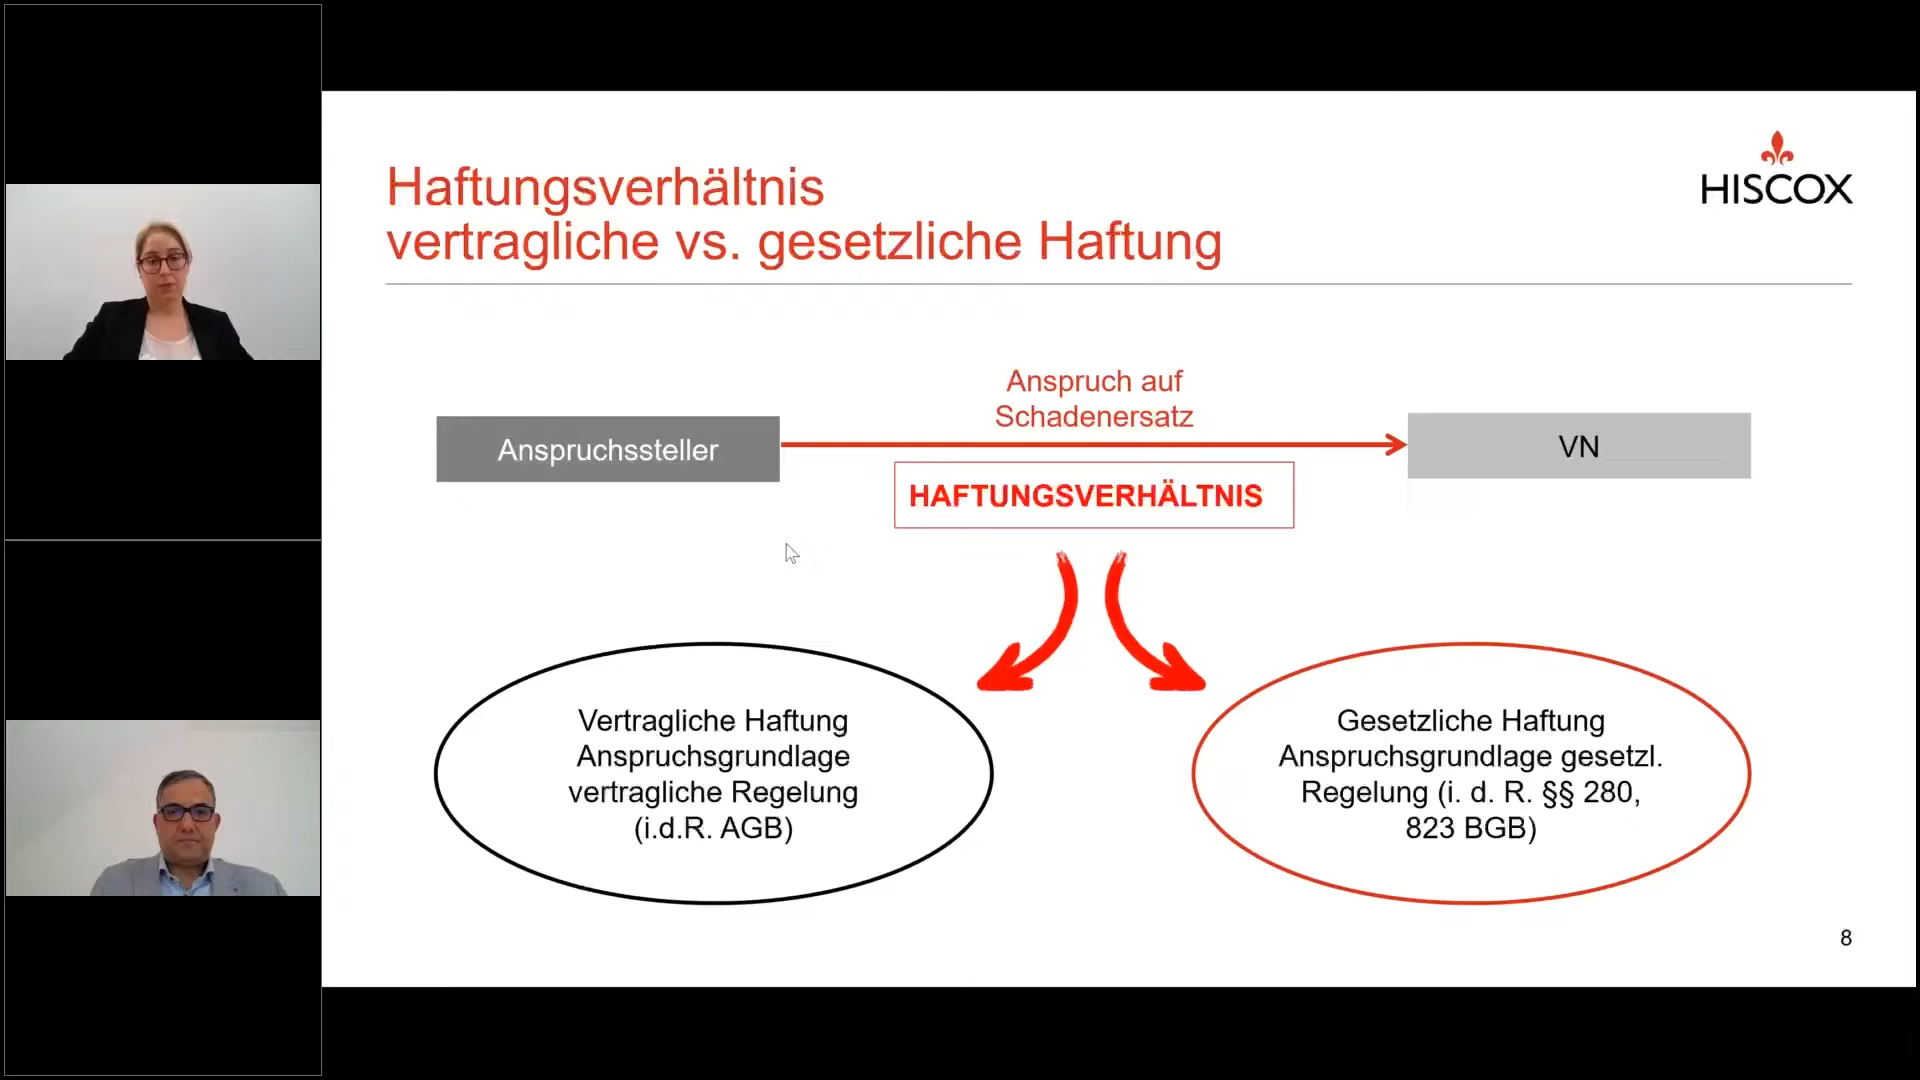 Haftungsverhältnis
vertragliche vs. gesetzliche Haftung
HISCOX
Anspruch auf
Schadenersatz
Anspruchssteller
VN
HAFTUNGSVERHÄLTNIS
Vertragliche Haftung
Anspruchsgrundlage
vertragliche Regelung
(i.d.R. AGB)
Gesetzliche Haftung
Anspruchsgrundlage gesetzl.
Regelung (i. d. R. §§ 280,
823 BGB)
8